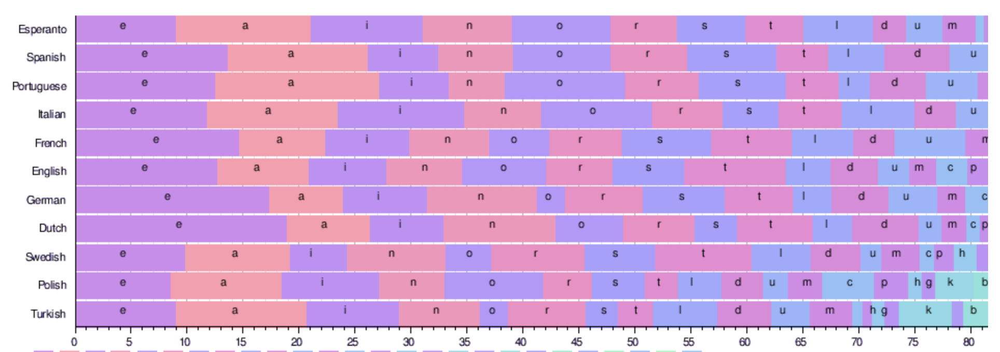 Esperanto e a i n o r s t l d u m
Spanish e a i n o r s t l d u
Portuguese e a i n o r s t l d u
Italian e a i n o r s t l d u
French e a i n o r s t l d u
English e a i n o r s t l d u m c p
German e a i n o r s t l d u m c
Dutch e a i n o r s t l d u m c p
Swedish e a i n o r s t l d u m c p h
Polish e a i n o r s t l d u m c p h g k b
Turkish e a i n o r s t l d u m h g k b
0 5 10 15 20 25 30 35 40 45 50 55 60 65 70 75 80